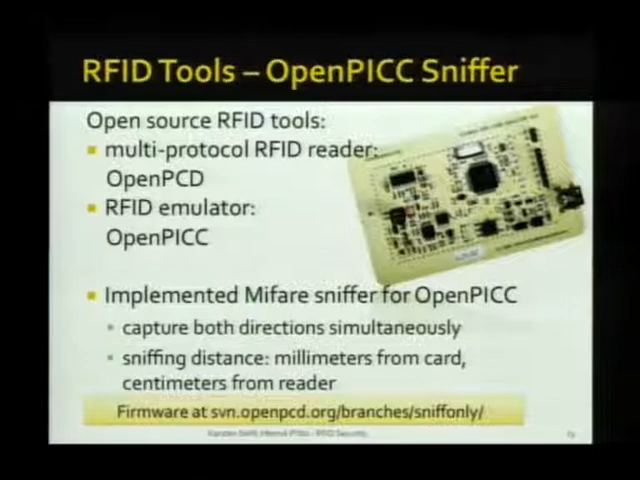 RFID Tools – OpenPICC Sniffer
Open source RFID tools:
multi-protocol RFID reader:
OpenPCD
RFID emulator:
OpenPICC
Implemented Mifare sniffer for OpenPICC
capture both directions simultaneously
sniffing distance: millimeters from card,
centimeters from reader
Firmware at svn.openpcd.org/branches/sniffonly/
RFID Security